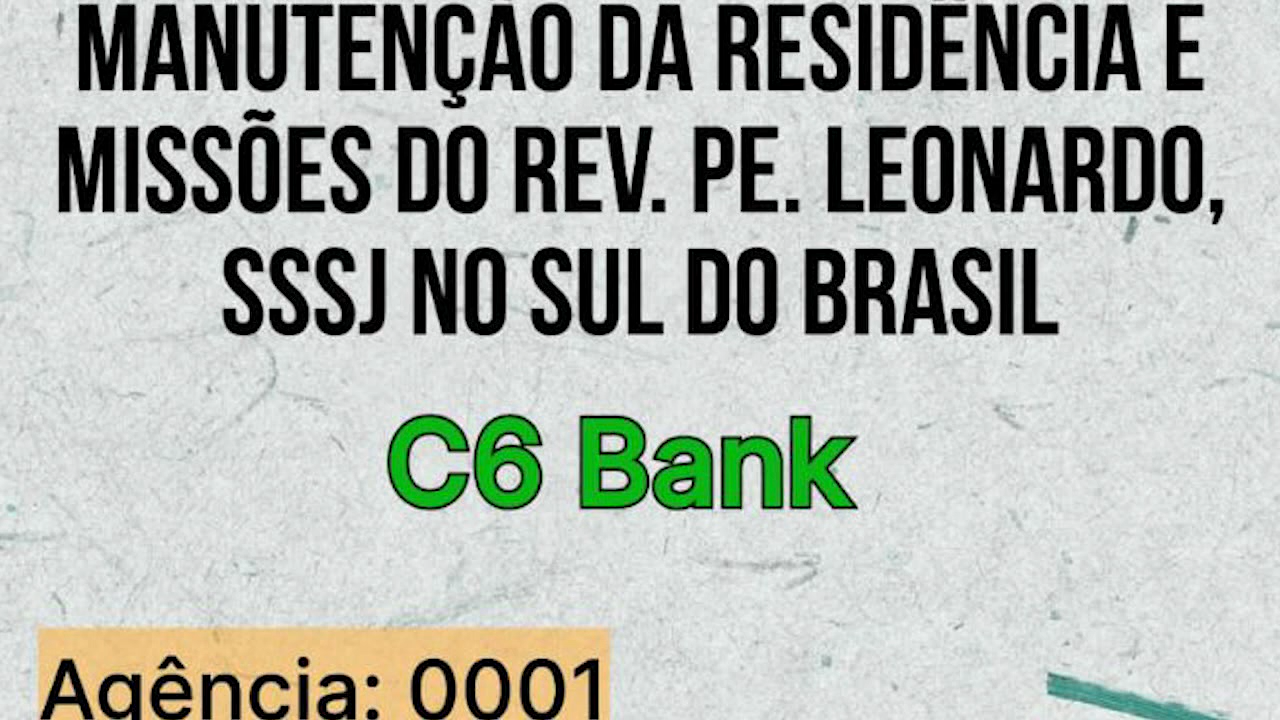 MANUTENÇÃO DA RESIDÊNCIA E
MISSÕES DO REV. PE. LEONARDO,
SSSJ NO SUL DO BRASIL
C6 Bank
Agência: 0001